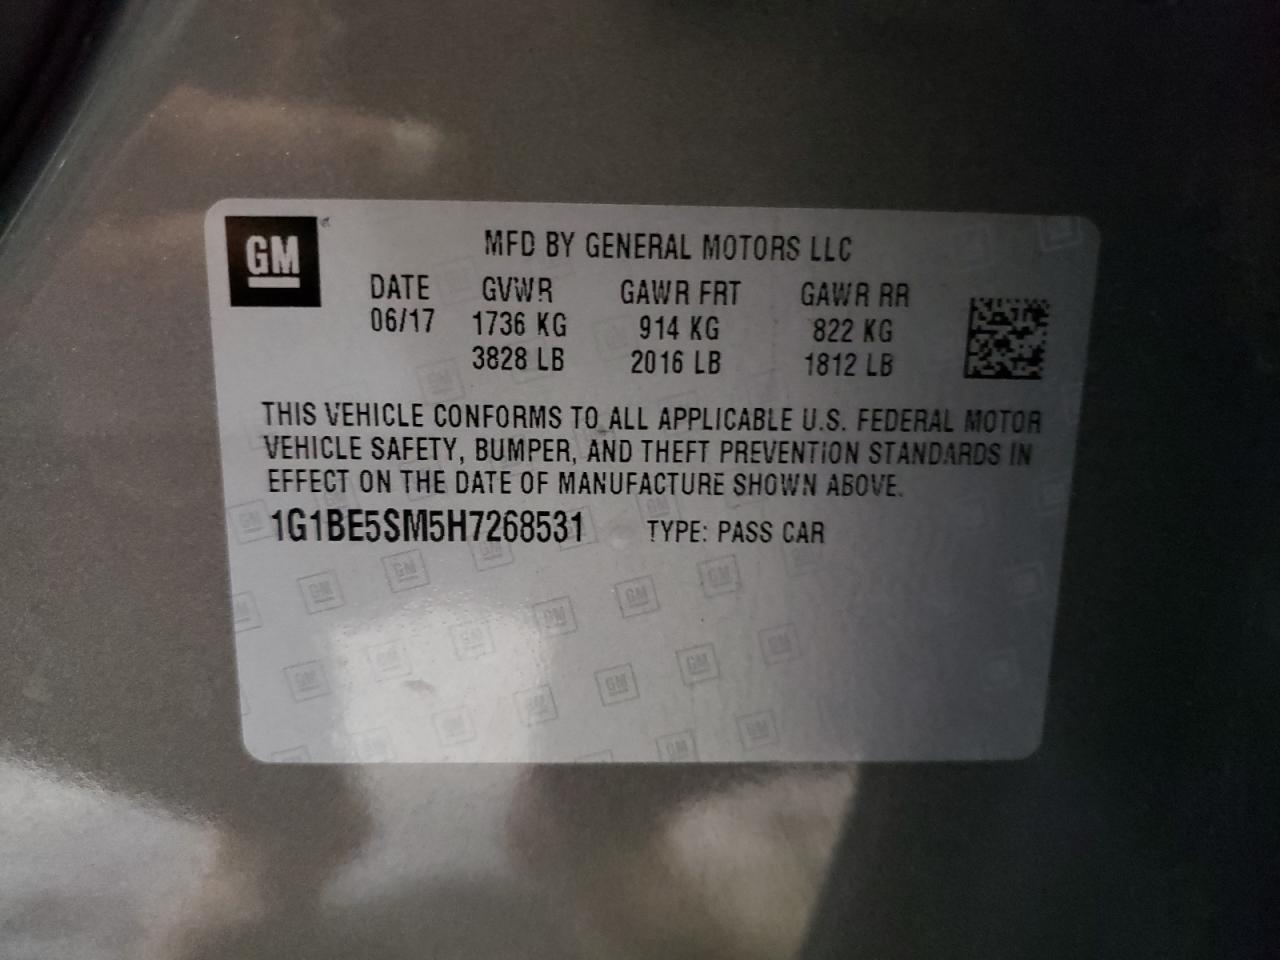 GM
MFD BY GENERAL MOTORS LLC
DATE GVWR GAWR FRT GAWR RR
06/17 1736 KG 914 KG 822 KG
3828 LB 2016 LB 1812 LB
THIS VEHICLE CONFORMS TO ALL APPLICABLE U.S. FEDERAL MOTOR
VEHICLE SAFETY, BUMPER, AND THEFT PREVENTION STANDARDS IN
EFFECT ON THE DATE OF MANUFACTURE SHOWN ABOVE.
1G1BE5SM5H7268531 TYPE: PASS CAR